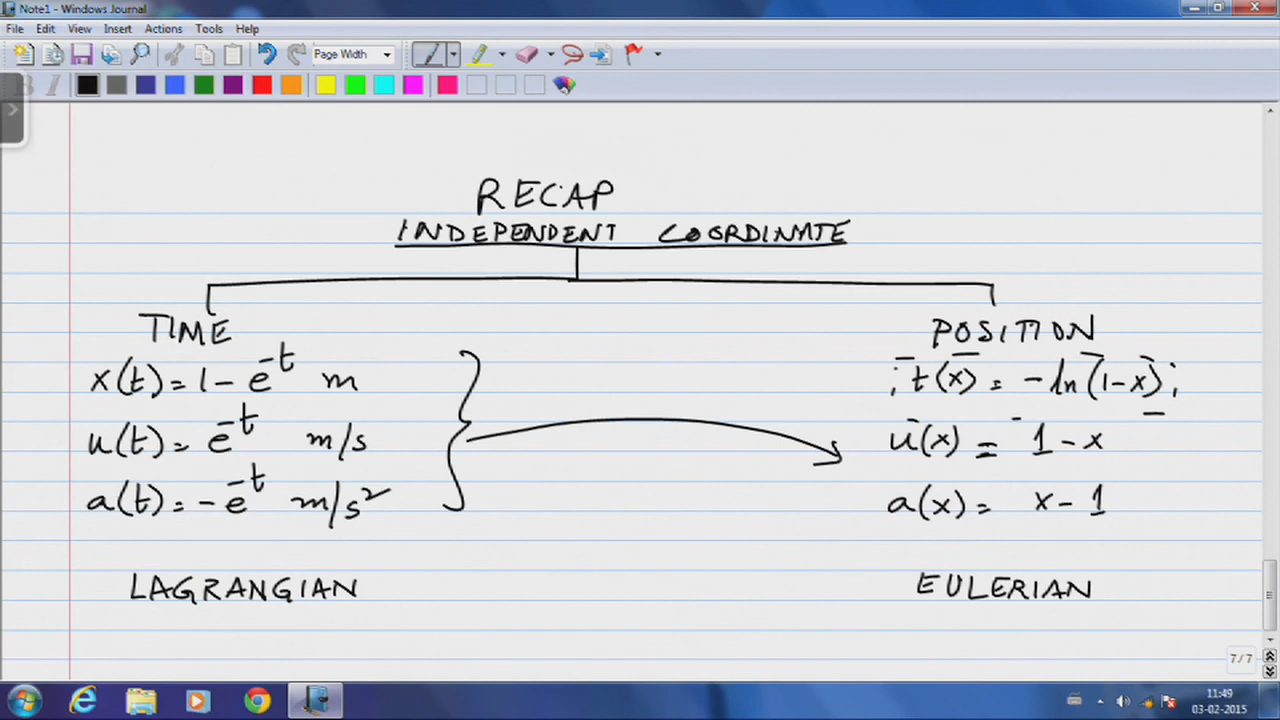 Note1 - Windows Journal
File Edit View Insert Actions Tools Help
Page Width
B I
RECAP
INDEPENDENT COORDINATE
TIME
x(t) = 1 - e^-t m
u(t) = e^-t m/s
a(t) = - e^-t m/s²
LAGRANGIAN
POSITION
t(x) = - ln(1-x)
u(x) = 1 - x
a(x) = x - 1
EULERIAN
7/7
11:49
03-02-2015